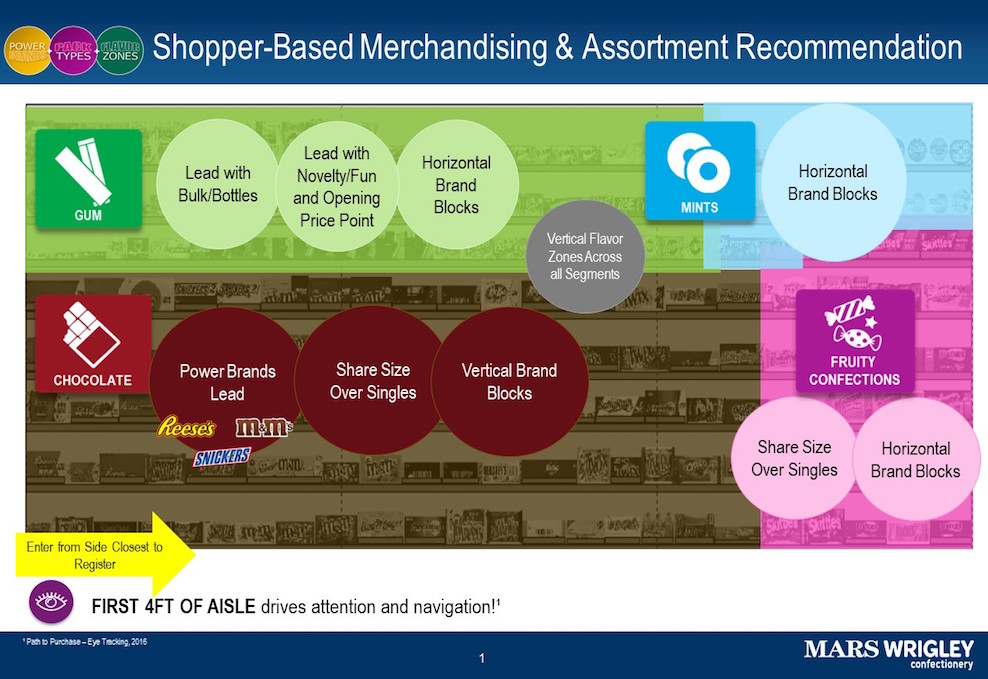 POWER
BRANDS
PACK
TYPES
FLAVOR
ZONES
Shopper-Based Merchandising & Assortment Recommendation
GUM
Lead with
Bulk/Bottles
Lead with
Novelty/Fun
and Opening
Price Point
Horizontal
Brand
Blocks
MINTS
Horizontal
Brand Blocks
Vertical Flavor
Zones Across
all Segments
Skittles
CHOCOLATE
Power Brands
Lead
Reese's
m&m's
SNICKERS
Share Size
Over Singles
Vertical Brand
Blocks
FRUITY
CONFECTIONS
Share Size
Over Singles
Horizontal
Brand Blocks
Skittles
Skittles
Enter from Side Closest to
Register
FIRST 4FT OF AISLE drives attention and navigation!¹
¹ Path to Purchase – Eye Tracking, 2016
1
MARS WRIGLEY
confectionery